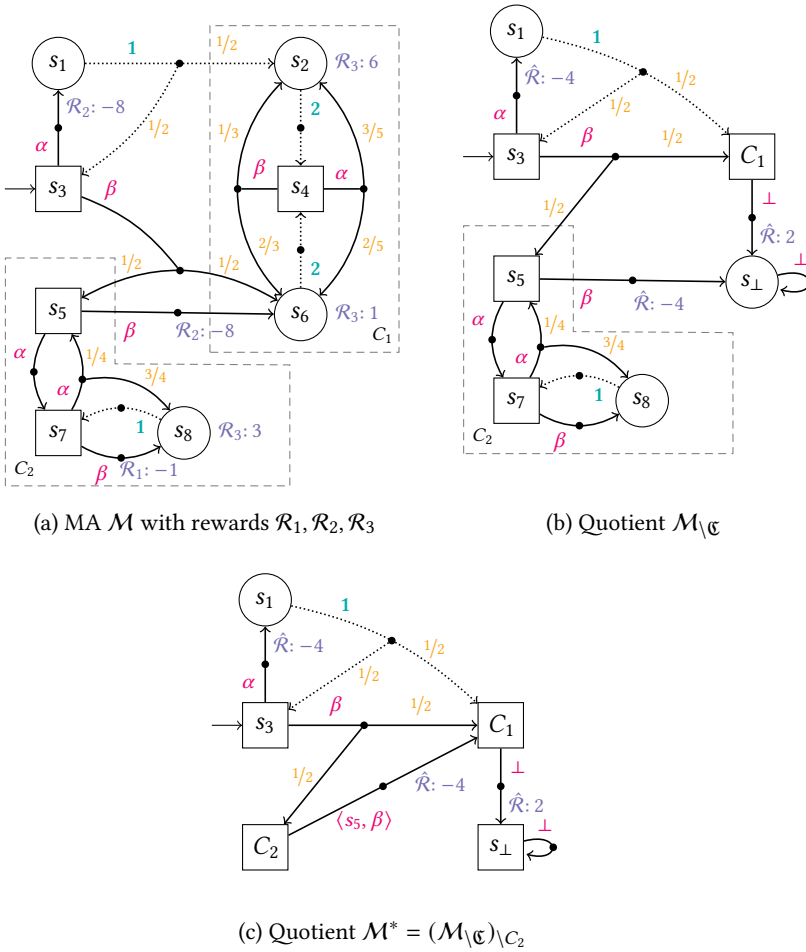 s₁ 1 1/2 s₂ R₃: 6
R₂: −8 1/2 2
α 1/3 3/5
s₃ β β s₄ α
2/3 2/5
2
1/2 1/2
s₅ β R₂: −8 s₆ R₃: 1
C₁
α 1/4
α 3/4
s₇ 1 s₈ R₃: 3
C₂ β R₁: −1
(a) MA M with rewards R₁, R₂, R₃
s₁ 1
R̂: −4 1/2
α 1/2
s₃ β 1/2 C₁
1/2 ⊥
R̂: 2
s₅ β R̂: −4 s⊥ ⊥
α 1/4
α 3/4
s₇ 1 s₈
C₂ β
(b) Quotient M\ℭ
s₁ 1
R̂: −4 1/2
α 1/2
s₃ β 1/2 C₁
1/2 R̂: −4 ⊥
R̂: 2
C₂ ⟨s₅, β⟩ s⊥ ⊥
(c) Quotient M* = (M\ℭ)\C₂